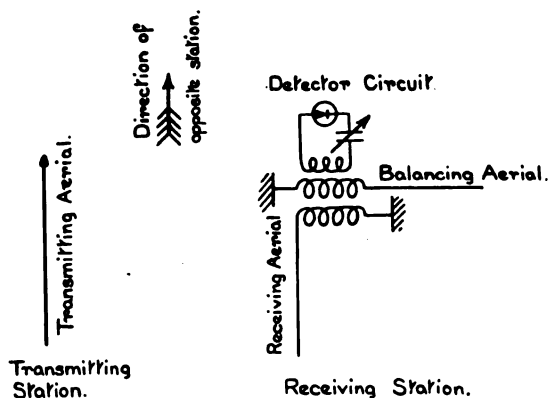 Direction of
opposite station.
Detector Circuit.
Balancing Aerial.
Transmitting Aerial.
Receiving Aerial
Transmitting
Station.
Receiving Station.